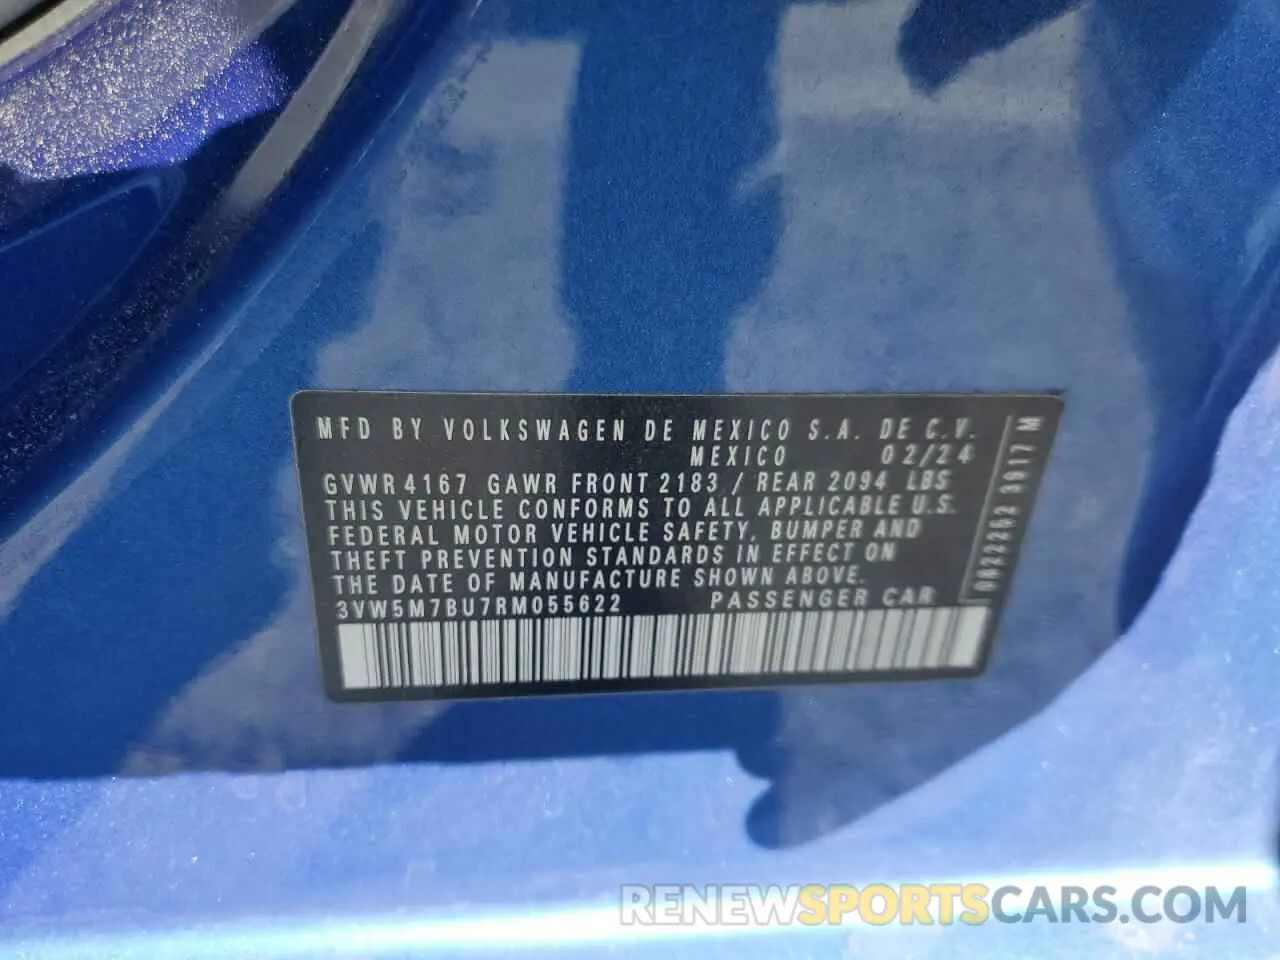 MFD BY VOLKSWAGEN DE MEXICO S.A. DE C.V.
MEXICO 02/24
GVWR 4167 GAWR FRONT 2183 / REAR 2094 LBS
THIS VEHICLE CONFORMS TO ALL APPLICABLE U.S.
FEDERAL MOTOR VEHICLE SAFETY, BUMPER AND
THEFT PREVENTION STANDARDS IN EFFECT ON
THE DATE OF MANUFACTURE SHOWN ABOVE.
3VW5M7BU7RM055622 PASSENGER CAR
3917 M
RENEWSPORTSCARS.COM